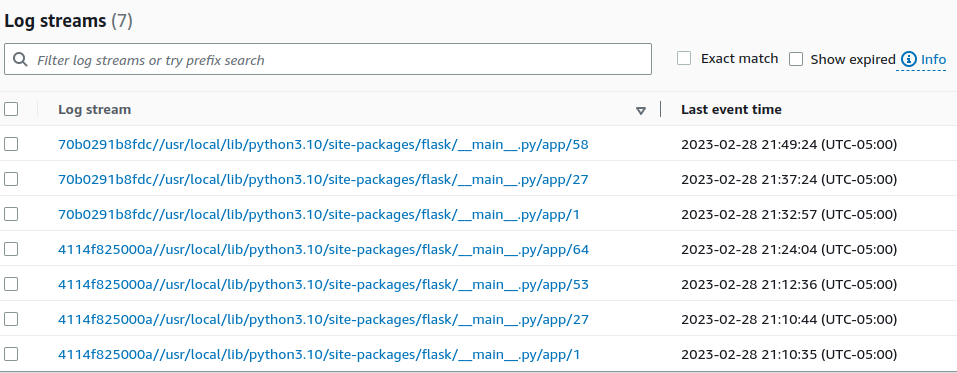 Log streams (7)
Filter log streams or try prefix search
Exact match
Show expired
Info
Log stream Last event time
70b0291b8fdc//usr/local/lib/python3.10/site-packages/flask/__main__.py/app/58 2023-02-28 21:49:24 (UTC-05:00)
70b0291b8fdc//usr/local/lib/python3.10/site-packages/flask/__main__.py/app/27 2023-02-28 21:37:24 (UTC-05:00)
70b0291b8fdc//usr/local/lib/python3.10/site-packages/flask/__main__.py/app/1 2023-02-28 21:32:57 (UTC-05:00)
4114f825000a//usr/local/lib/python3.10/site-packages/flask/__main__.py/app/64 2023-02-28 21:24:04 (UTC-05:00)
4114f825000a//usr/local/lib/python3.10/site-packages/flask/__main__.py/app/53 2023-02-28 21:12:36 (UTC-05:00)
4114f825000a//usr/local/lib/python3.10/site-packages/flask/__main__.py/app/27 2023-02-28 21:10:44 (UTC-05:00)
4114f825000a//usr/local/lib/python3.10/site-packages/flask/__main__.py/app/1 2023-02-28 21:10:35 (UTC-05:00)